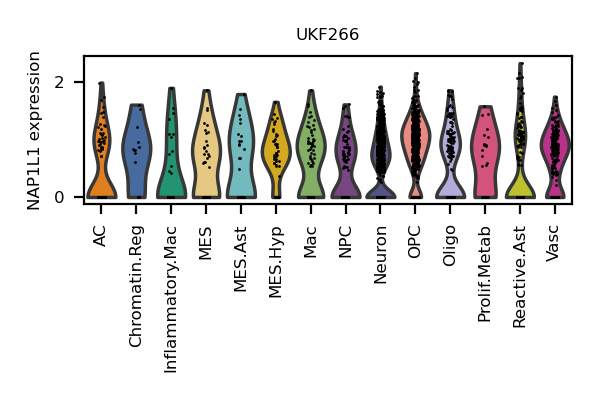 UKF266
NAP1L1 expression
2
0
AC
Chromatin.Reg
Inflammatory.Mac
MES
MES.Ast
MES.Hyp
Mac
NPC
Neuron
OPC
Oligo
Prolif.Metab
Reactive.Ast
Vasc